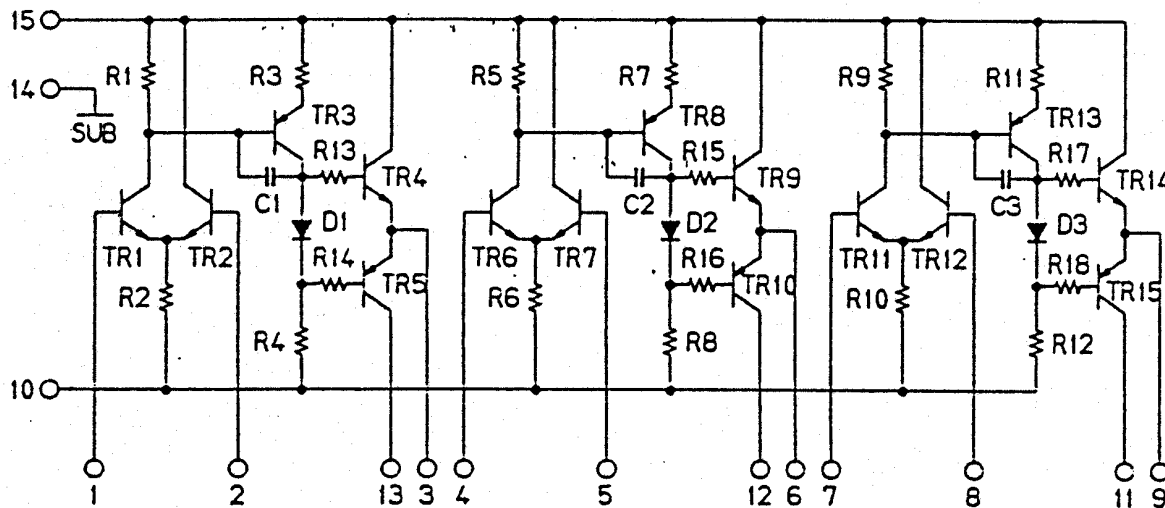 15
R1
R3
R5
R7
R9
R11
14
SUB
TR3
TR8
TR13
R13
R15
R17
TR4
TR9
TR14
C1
C2
C3
D1
D2
D3
TR1
TR2
R14
TR6
TR7
R16
TR11
TR12
R18
TR5
TR10
TR15
R2
R6
R10
R4
R8
R12
10
1
2
13
3
4
5
12
6
7
8
11
9